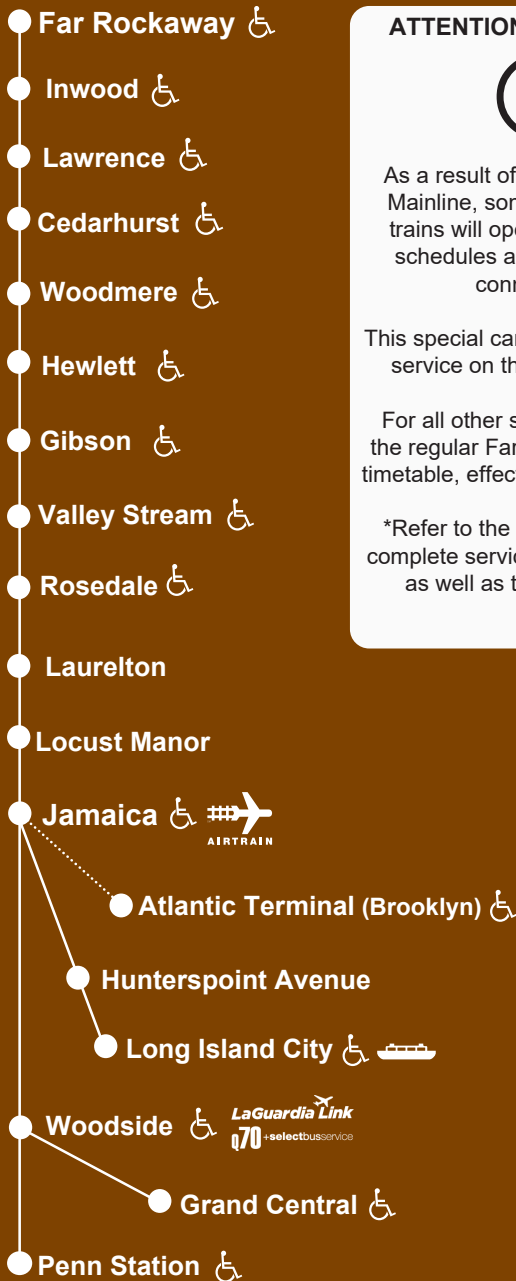 Far Rockaway
Inwood
Lawrence
Cedarhurst
Woodmere
Hewlett
Gibson
Valley Stream
Rosedale
Laurelton
Locust Manor
Jamaica
AIRTRAIN
Atlantic Terminal (Brooklyn)
Hunterspoint Avenue
Long Island City
Woodside
LaGuardia Link
Q70 +selectbusservice
Grand Central
Penn Station
ATTENTION
As a result of
Mainline, sor
trains will ope
schedules a
conn
This special car
service on th
For all other s
the regular Far
timetable, effec
*Refer to the
complete servic
as well as t